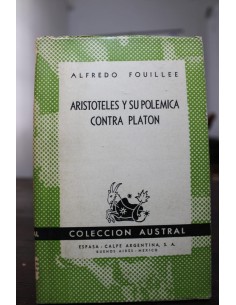 ALFREDO FOUILLEE
ARISTOTELES Y SU POLEMICA
CONTRA PLATON
COLECCION AUSTRAL
ESPASA - CALPE ARGENTINA, S. A.
BUENOS AIRES - MEXICO